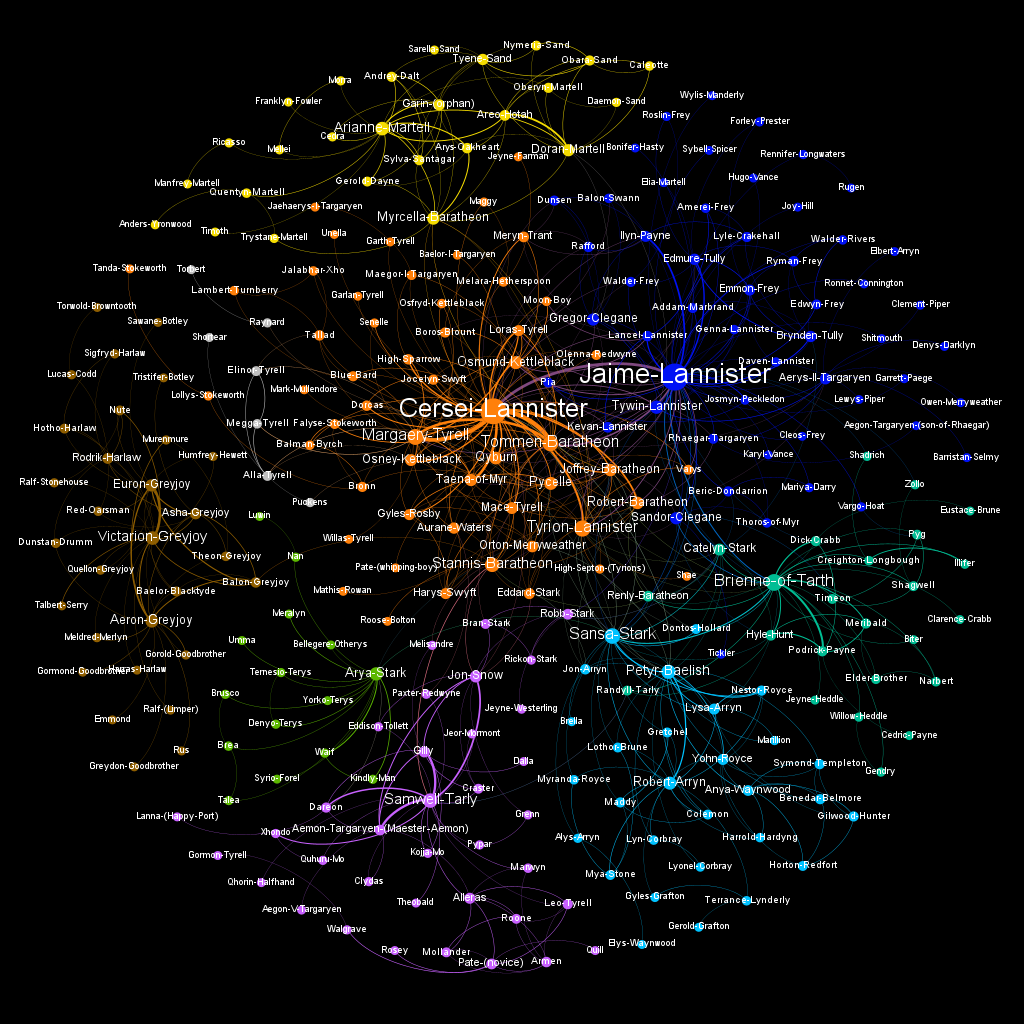 Sarella-Sand
Nymeria-Sand
Tyene-Sand
Obara-Sand
Caleotte
Andrey-Dalt
Morra
Oberyn-Martell
Wylis-Manderly
Franklyn-Fowler
Garin-(orphan)
Daemon-Sand
Areo-Hotah
Roslin-Frey
Forley-Prester
Arianne-Martell
Cedra
Ricasso
Mellei
Arys-Oakheart
Doran-Martell
Bonifer-Hasty
Sybell-Spicer
Jeyne-Farman
Rennifer-Longwaters
Sylva-Santagar
Manfrey-Martell
Gerold-Dayne
Elia-Martell
Hugo-Vance
Rugen
Quentyn-Martell
Maggy
Dunsen
Balon-Swann
Jaehaerys-I-Targaryen
Amerei-Frey
Joy-Hill
Myrcella-Baratheon
Anders-Yronwood
Timoth
Unella
Trystane-Martell
Garth-Tyrell
Meryn-Trant
Ilyn-Payne
Lyle-Crakehall
Walder-Rivers
Rafford
Elbert-Arryn
Baelor-I-Targaryen
Edmure-Tully
Ryman-Frey
Tanda-Stokeworth
Torbert
Jalabhar-Xho
Maegor-I-Targaryen
Melara-Hetherspoon
Walder-Frey
Ronnet-Connington
Lambert-Turnberry
Garlan-Tyrell
Emmon-Frey
Osfryd-Kettleblack
Moon-Boy
Torwold-Browntooth
Addam-Marbrand
Edwyn-Frey
Clement-Piper
Sawane-Botley
Raynard
Senelle
Gregor-Clegane
Boros-Blount
Loras-Tyrell
Genna-Lannister
Shortear
Tallad
Lancel-Lannister
Brynden-Tully
Shitmouth
Denys-Darklyn
Sigfryd-Harlaw
High-Sparrow
Olenna-Redwyne
Osmund-Kettleblack
Daven-Lannister
Lucas-Codd
Tristifer-Botley
Elinor-Tyrell
Blue-Bard
Jocelyn-Swyft
Pia
Jaime-Lannister
Aerys-II-Targaryen
Garrett-Paege
Lollys-Stokeworth
Mark-Mullendore
Josmyn-Peckledon
Lewys-Piper
Owen-Merryweather
Nute
Dorcas
Cersei-Lannister
Tywin-Lannister
Hotho-Harlaw
Megga-Tyrell
Falyse-Stokeworth
Kevan-Lannister
Aegon-Targaryen-(son-of-Rhaegar)
Murenmure
Balman-Byrch
Margaery-Tyrell
Tommen-Baratheon
Rhaegar-Targaryen
Cleos-Frey
Rodrik-Harlaw
Humfrey-Hewett
Osney-Kettleblack
Qyburn
Karyl-Vance
Shadrich
Barristan-Selmy
Alla-Tyrell
Joffrey-Baratheon
Varys
Ralf-Stonehouse
Euron-Greyjoy
Bronn
Taena-of-Myr
Pycelle
Beric-Dondarrion
Mariya-Darry
Zollo
Puckens
Robert-Baratheon
Red-Oarsman
Asha-Greyjoy
Luwin
Gyles-Rosby
Mace-Tyrell
Sandor-Clegane
Vargo-Hoat
Eustace-Brune
Thoros-of-Myr
Aurane-Waters
Tyrion-Lannister
Victarion-Greyjoy
Willas-Tyrell
Pyg
Dunstan-Drumm
Orton-Merryweather
Catelyn-Stark
Dick-Crabb
Theon-Greyjoy
Nan
Creighton-Longbough
Illifer
Stannis-Baratheon
Quellon-Greyjoy
Pate-(whipping-boy)
High-Septon-(Tyrions)
Shae
Brienne-of-Tarth
Balon-Greyjoy
Shagwell
Baelor-Blacktyde
Mathis-Rowan
Harys-Swyft
Eddard-Stark
Renly-Baratheon
Timeon
Talbert-Serry
Meralyn
Robb-Stark
Aeron-Greyjoy
Roose-Bolton
Bran-Stark
Dontos-Hollard
Meribald
Clarence-Crabb
Meldred-Merlyn
Umma
Bellegere-Otherys
Melisandre
Sansa-Stark
Hyle-Hunt
Biter
Gorold-Goodbrother
Rickon-Stark
Tickler
Podrick-Payne
Gormond-Goodbrother
Harras-Harlaw
Ternesio-Terys
Arya-Stark
Jon-Snow
Jon-Arryn
Petyr-Baelish
Elder-Brother
Narbert
Brusco
Yorko-Terys
Paxter-Redwyne
Randyll-Tarly
Nestor-Royce
Jeyne-Heddle
Emmond
Ralf-(Limper)
Jeyne-Westerling
Lysa-Arryn
Willow-Heddle
Denyo-Terys
Eddison-Tollett
Brella
Jeor-Mormont
Gretchel
Cedric-Payne
Rus
Brea
Waif
Gilly
Lothor-Brune
Marillion
Greydon-Goodbrother
Dalla
Yohn-Royce
Symond-Templeton
Gendry
Syrio-Forel
Kindly-Man
Myranda-Royce
Robert-Arryn
Craster
Anya-Waynwood
Talea
Dareon
Samwell-Tarly
Maddy
Benedar-Belmore
Lanna-(Happy-Port)
Grenn
Colemon
Gilwood-Hunter
Xhondo
Aemon-Targaryen-(Maester-Aemon)
Alys-Arryn
Lyn-Corbray
Harrold-Hardyng
Pypar
Gormon-Tyrell
Quhuru-Mo
Kojja-Mo
Marwyn
Mya-Stone
Lyonel-Corbray
Horton-Redfort
Qhorin-Halfhand
Clydas
Alleras
Gyles-Grafton
Terrance-Lynderly
Aegon-V-Targaryen
Theobald
Leo-Tyrell
Roone
Gerold-Grafton
Walgrave
Rosey
Mollander
Quill
Elys-Waynwood
Pate-(novice)
Armen